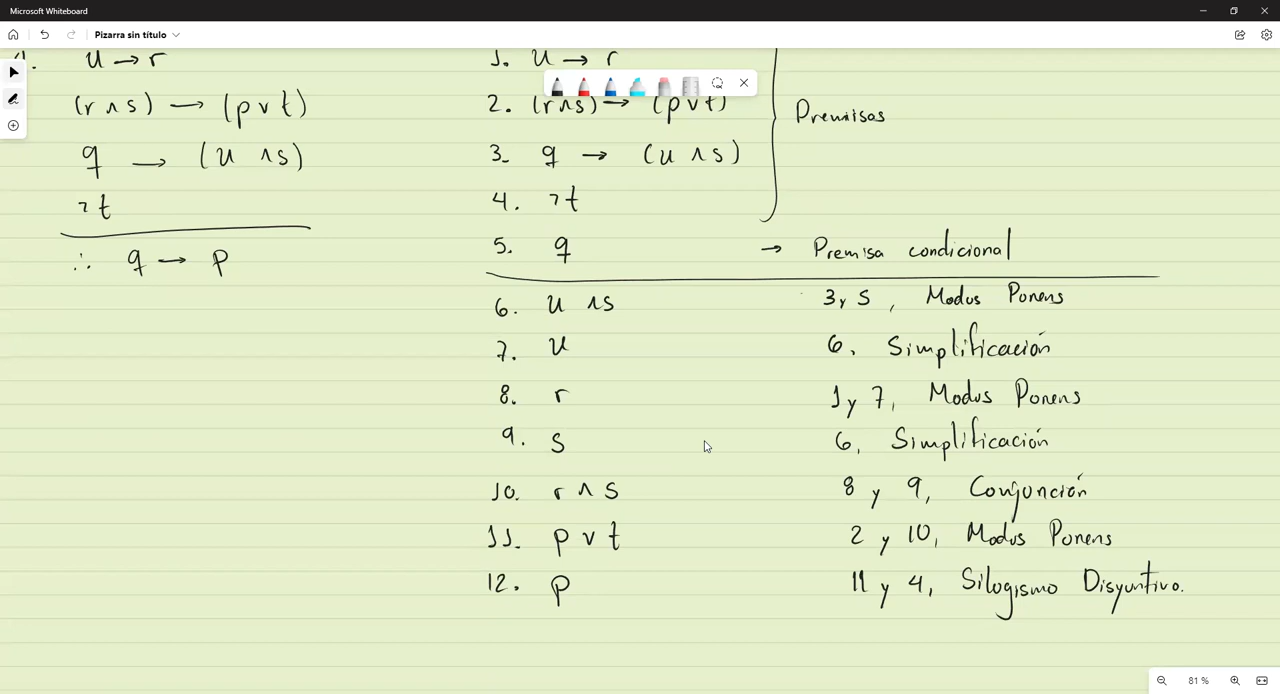 Microsoft Whiteboard
Pizarra sin título
1. u → r
(r ∧ s) → (p ∨ t)
q → (u ∧ s)
¬ t
∴ q → p
1. u → r
2. (r ∧ s) → (p ∨ t)
3. q → (u ∧ s)
4. ¬ t
Premisas
5. q → Premisa condicional
6. u ∧ s 3 y 5, Modus Ponens
7. u 6, Simplificación
8. r 1 y 7, Modus Ponens
9. s 6, Simplificación
10. r ∧ s 8 y 9, Conjunción
11. p ∨ t 2 y 10, Modus Ponens
12. p 11 y 4, Silogismo Disyuntivo.
81 %